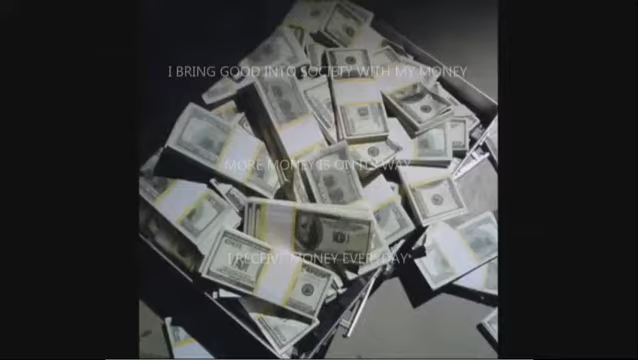 I BRING GOOD INTO SOCIETY WITH MY MONEY
MORE MONEY IS ON ITS WAY
I RECEIVE MONEY EVERYDAY